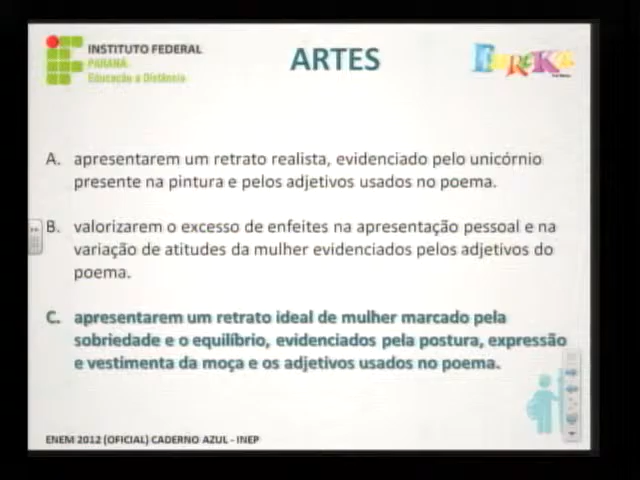 INSTITUTO FEDERAL
PARANÁ
Educação a Distância
ARTES
EUREKA
A. apresentarem um retrato realista, evidenciado pelo unicórnio
presente na pintura e pelos adjetivos usados no poema.
B. valorizarem o excesso de enfeites na apresentação pessoal e na
variação de atitudes da mulher evidenciados pelos adjetivos do
poema.
C. apresentarem um retrato ideal de mulher marcado pela
sobriedade e o equilíbrio, evidenciados pela postura, expressão
e vestimenta da moça e os adjetivos usados no poema.
ENEM 2012 (OFICIAL) CADERNO AZUL - INEP